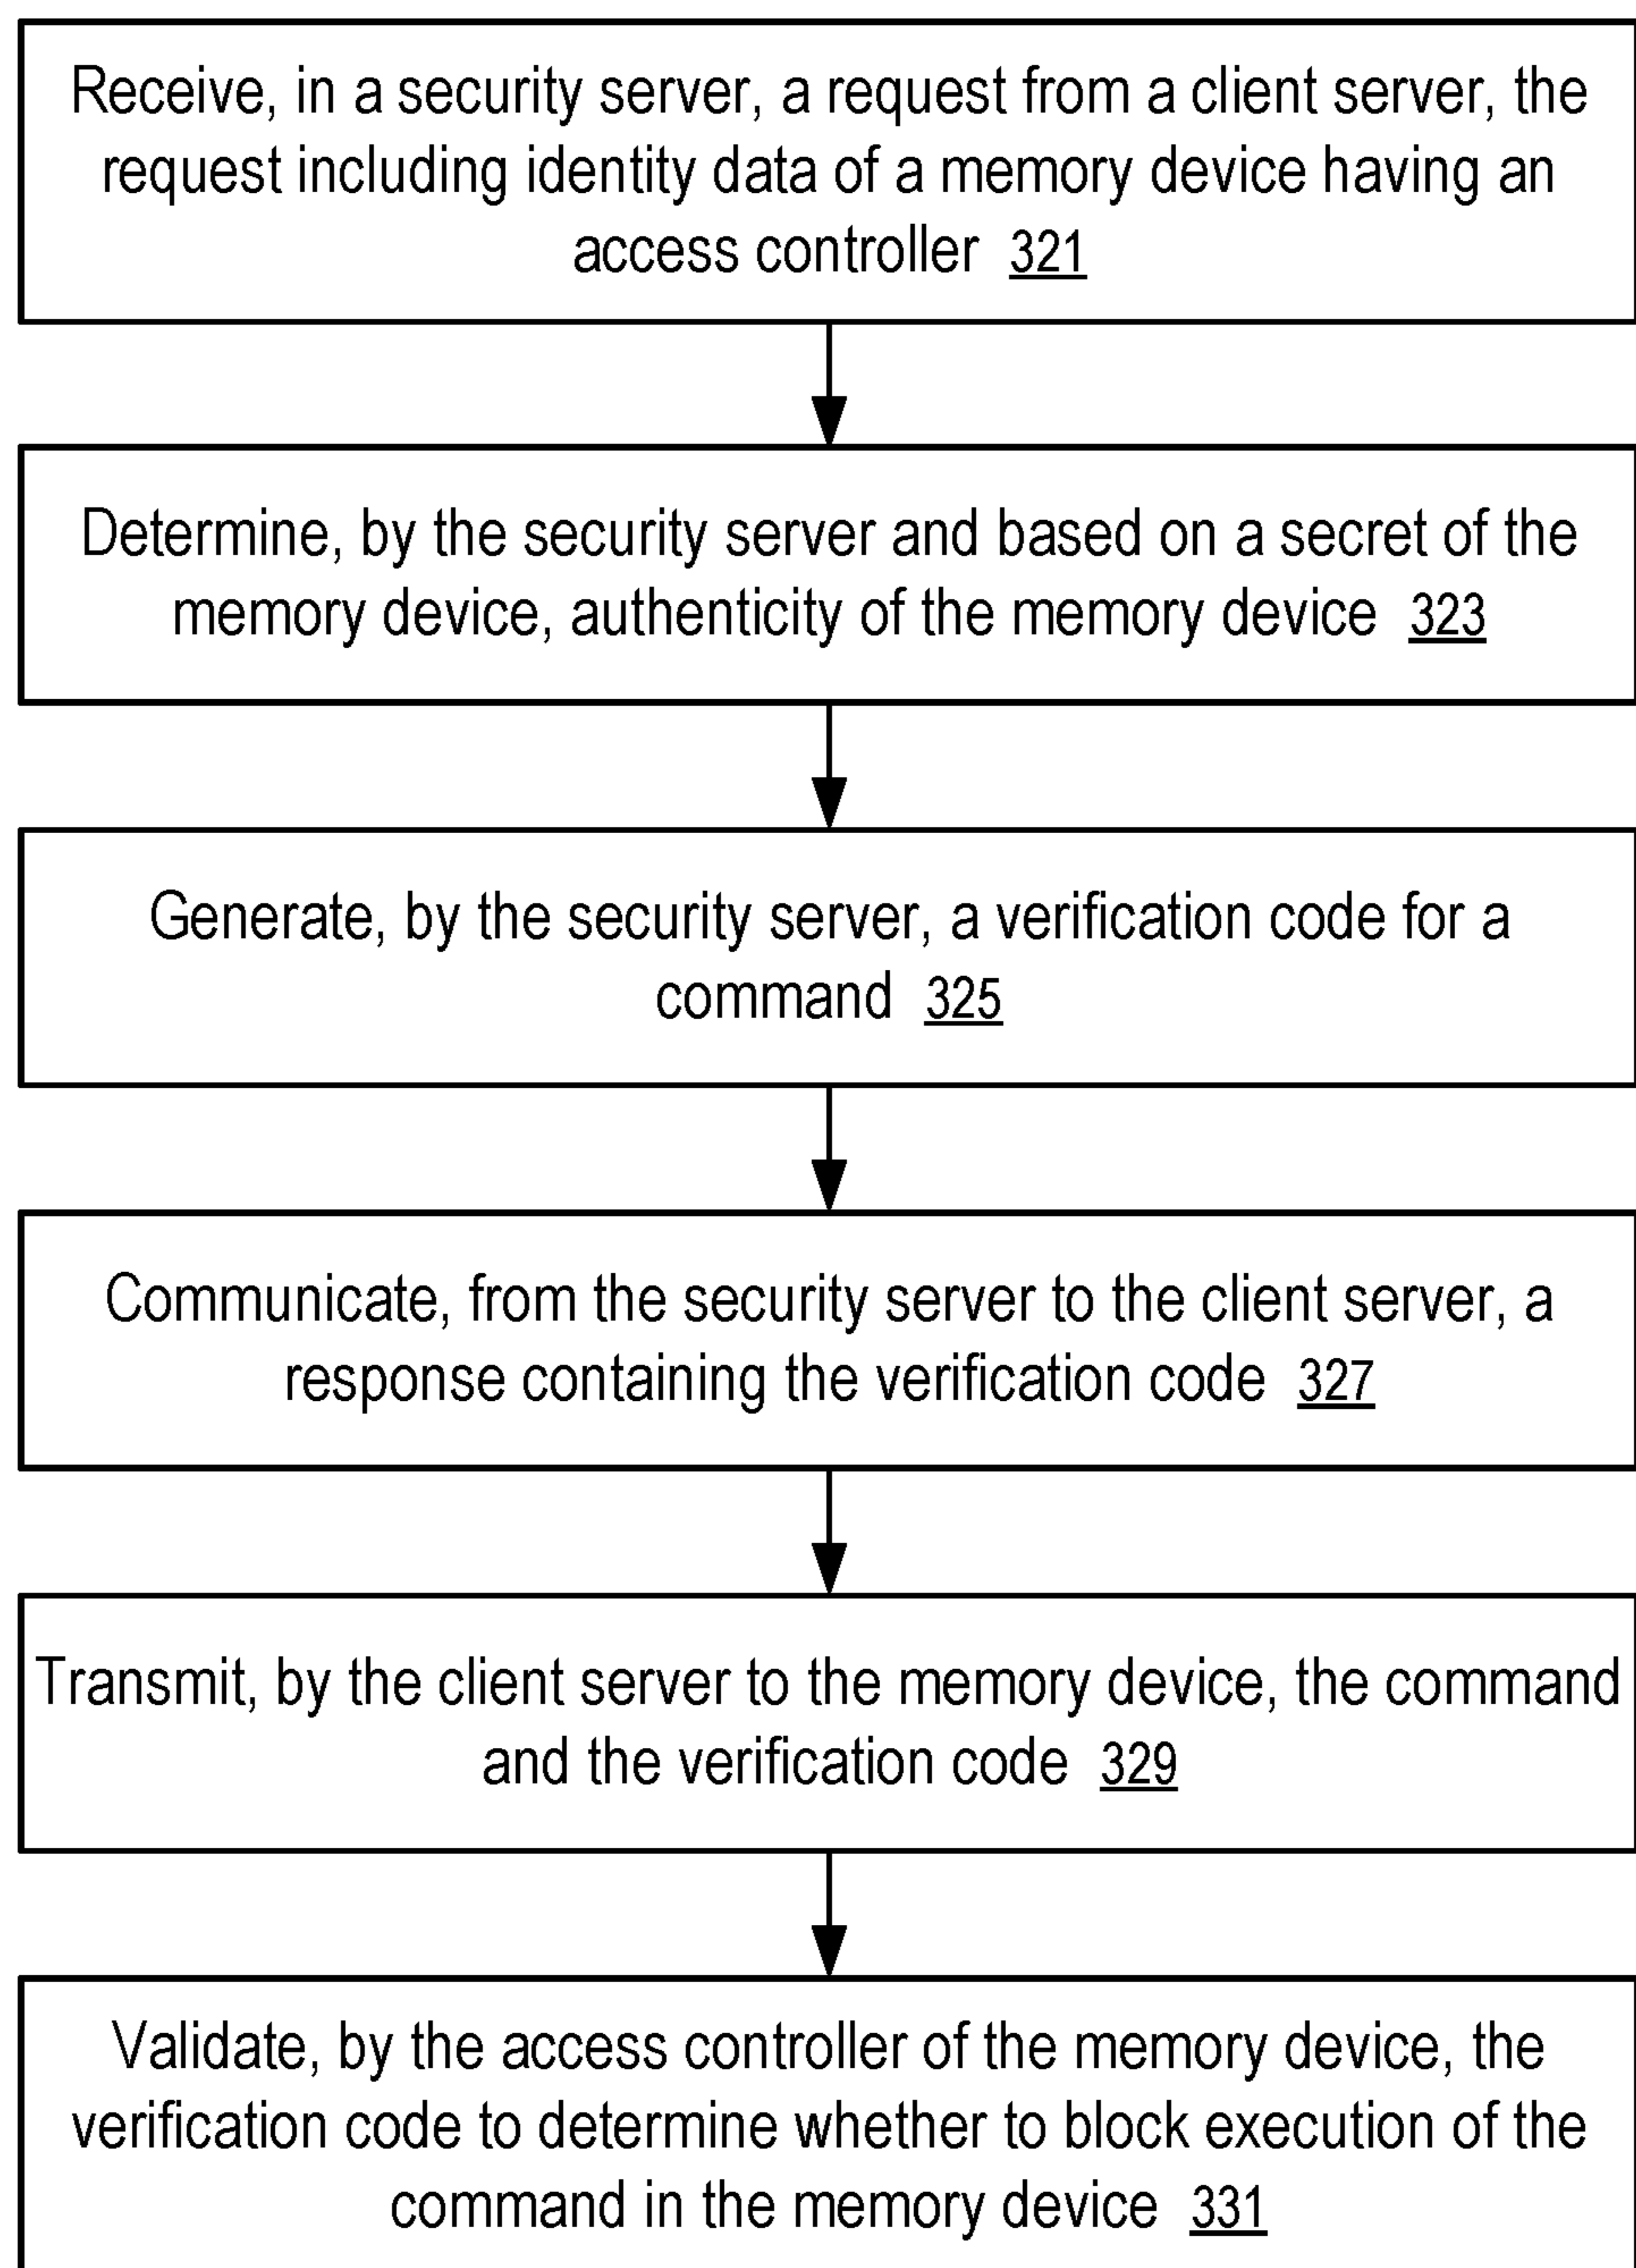 Receive, in a security server, a request from a client server, the
request including identity data of a memory device having an
access controller 321
Determine, by the security server and based on a secret of the
memory device, authenticity of the memory device 323
Generate, by the security server, a verification code for a
command 325
Communicate, from the security server to the client server, a
response containing the verification code 327
Transmit, by the client server to the memory device, the command
and the verification code 329
Validate, by the access controller of the memory device, the
verification code to determine whether to block execution of the
command in the memory device 331